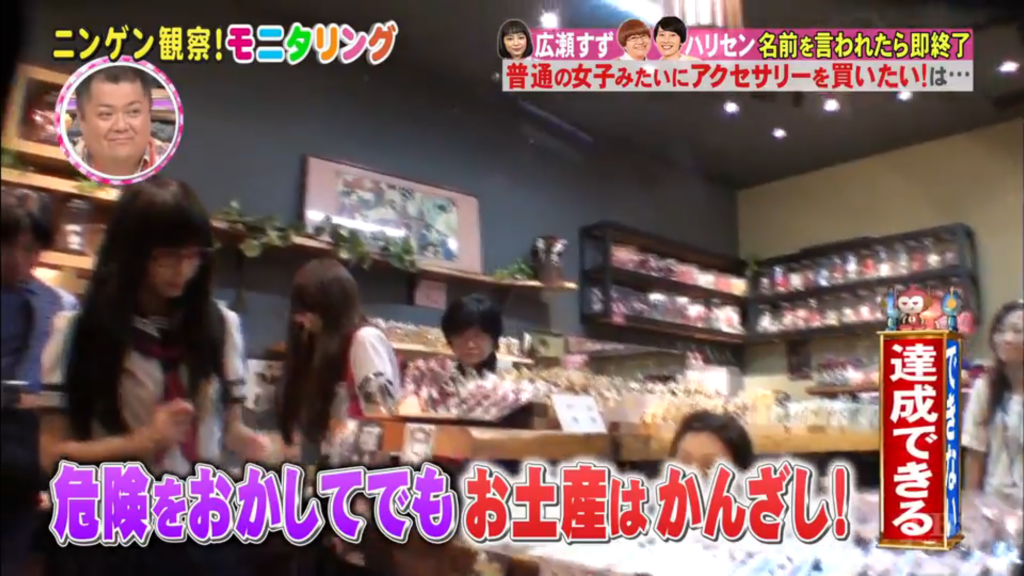 ニンゲン観察!モニタリング
広瀬すず ハリセン 名前を言われたら即終了
普通の女子みたいにアクセサリーを買いたい!は…
達成できる
危険をおかしてでも お土産は かんざし!